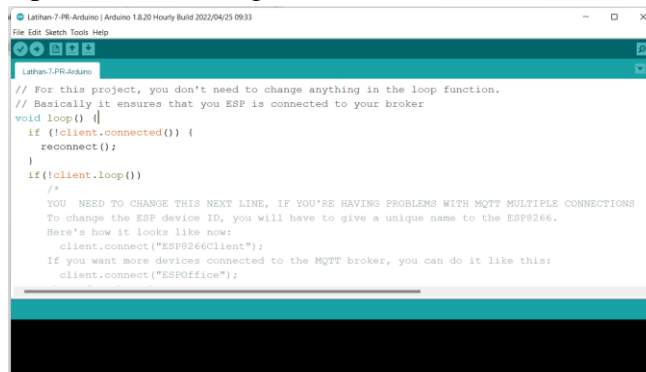 Latihan-7-PR-Arduino | Arduino 1.8.20 Hourly Build 2022/04/25 09:33
File Edit Sketch Tools Help
Latihan-7-PR-Arduino
// For this project, you don't need to change anything in the loop function.
// Basically it ensures that you ESP is connected to your broker
void loop() {
if (!client.connected()) {
reconnect();
}
if(!client.loop())
/*
YOU NEED TO CHANGE THIS NEXT LINE, IF YOU'RE HAVING PROBLEMS WITH MQTT MULTIPLE CONNECTIONS
To change the ESP device ID, you will have to give a unique name to the ESP8266.
Here's how it looks like now:
client.connect("ESP8266Client");
If you want more devices connected to the MQTT broker, you can do it like this:
client.connect("ESPOffice");